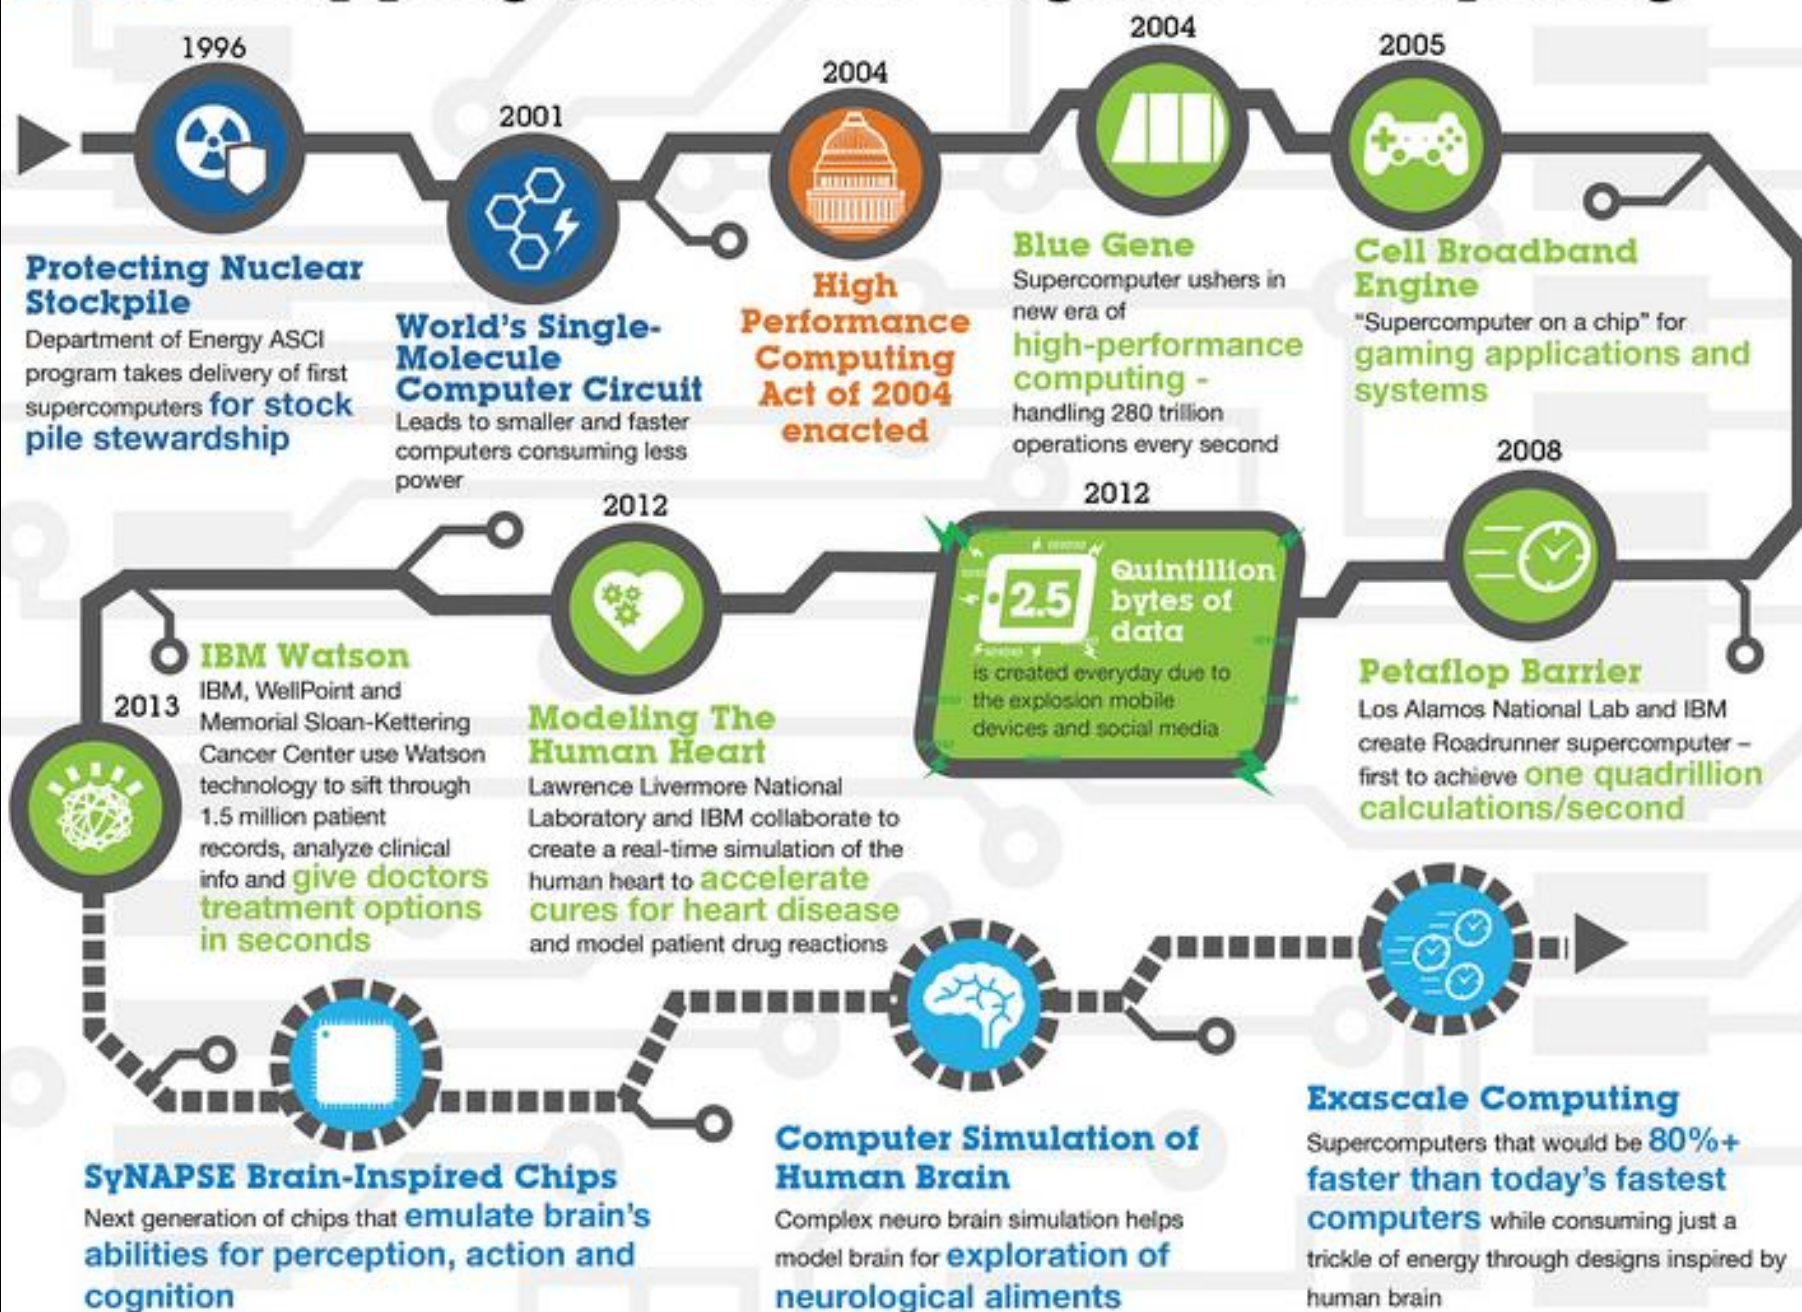 1996
Protecting Nuclear
Stockpile
Department of Energy ASCI
program takes delivery of first
supercomputers for stock
pile stewardship
2001
World's Single-
Molecule
Computer Circuit
Leads to smaller and faster
computers consuming less
power
2004
High
Performance
Computing
Act of 2004
enacted
2004
Blue Gene
Supercomputer ushers in
new era of
high-performance
computing -
handling 280 trillion
operations every second
2005
Cell Broadband
Engine
"Supercomputer on a chip" for
gaming applications and
systems
2008
Petaflop Barrier
Los Alamos National Lab and IBM
create Roadrunner supercomputer –
first to achieve one quadrillion
calculations/second
2012
2.5
Quintillion
bytes of
data
is created everyday due to
the explosion mobile
devices and social media
2012
Modeling The
Human Heart
Lawrence Livermore National
Laboratory and IBM collaborate to
create a real-time simulation of the
human heart to accelerate
cures for heart disease
and model patient drug reactions
2013
IBM Watson
IBM, WellPoint and
Memorial Sloan-Kettering
Cancer Center use Watson
technology to sift through
1.5 million patient
records, analyze clinical
info and give doctors
treatment options
in seconds
SyNAPSE Brain-Inspired Chips
Next generation of chips that emulate brain's
abilities for perception, action and
cognition
Computer Simulation of
Human Brain
Complex neuro brain simulation helps
model brain for exploration of
neurological aliments
Exascale Computing
Supercomputers that would be 80%+
faster than today's fastest
computers while consuming just a
trickle of energy through designs inspired by
human brain